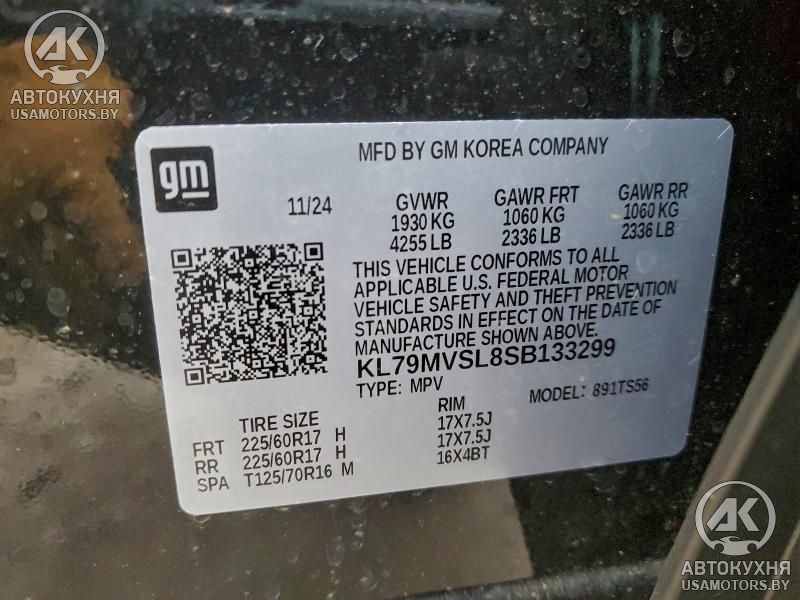 АК
АВТОКУХНЯ
USAMOTORS.BY
gm
MFD BY GM KOREA COMPANY
11/24
GVWR GAWR FRT GAWR RR
1930 KG 1060 KG 1060 KG
4255 LB 2336 LB 2336 LB
THIS VEHICLE CONFORMS TO ALL
APPLICABLE U.S. FEDERAL MOTOR
VEHICLE SAFETY AND THEFT PREVENTION
STANDARDS IN EFFECT ON THE DATE OF
MANUFACTURE SHOWN ABOVE.
KL79MVSL8SB133299
TYPE: MPV MODEL: 891TS56
TIRE SIZE RIM
FRT 225/60R17 H 17X7.5J
RR 225/60R17 H 17X7.5J
SPA T125/70R16 M 16X4BT
АК
АВТОКУХНЯ
USAMOTORS.BY